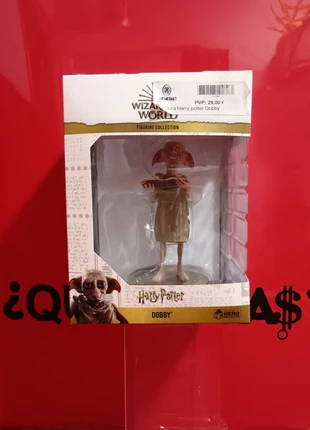 PVP: 25,00 €
Harry potter Dobby
WIZARDING
WORLD
FIGURINE COLLECTION
¿QU
A$?
Harry Potter
DOBBY
HERO